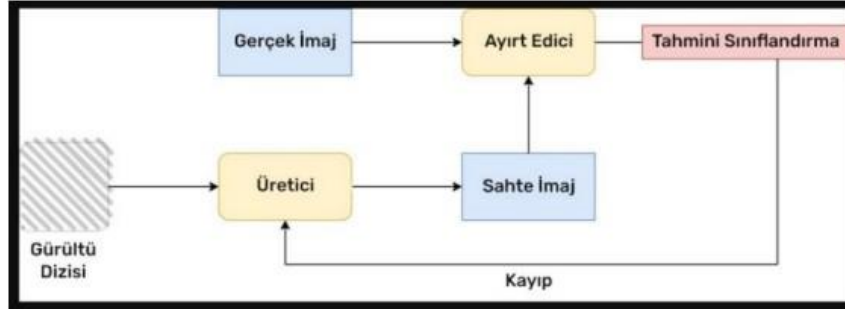 Gerçek İmaj
Ayırt Edici
Tahmini Sınıflandırma
Üretici
Sahte İmaj
Gürültü
Dizisi
Kayıp